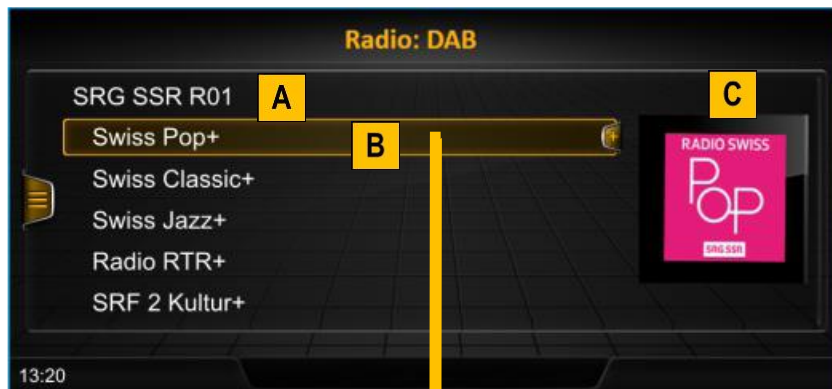 Radio: DAB
SRG SSR R01
A
C
Swiss Pop+
B
RADIO SWISS
POP
SRG SSR
Swiss Classic+
Swiss Jazz+
Radio RTR+
SRF 2 Kultur+
13:20